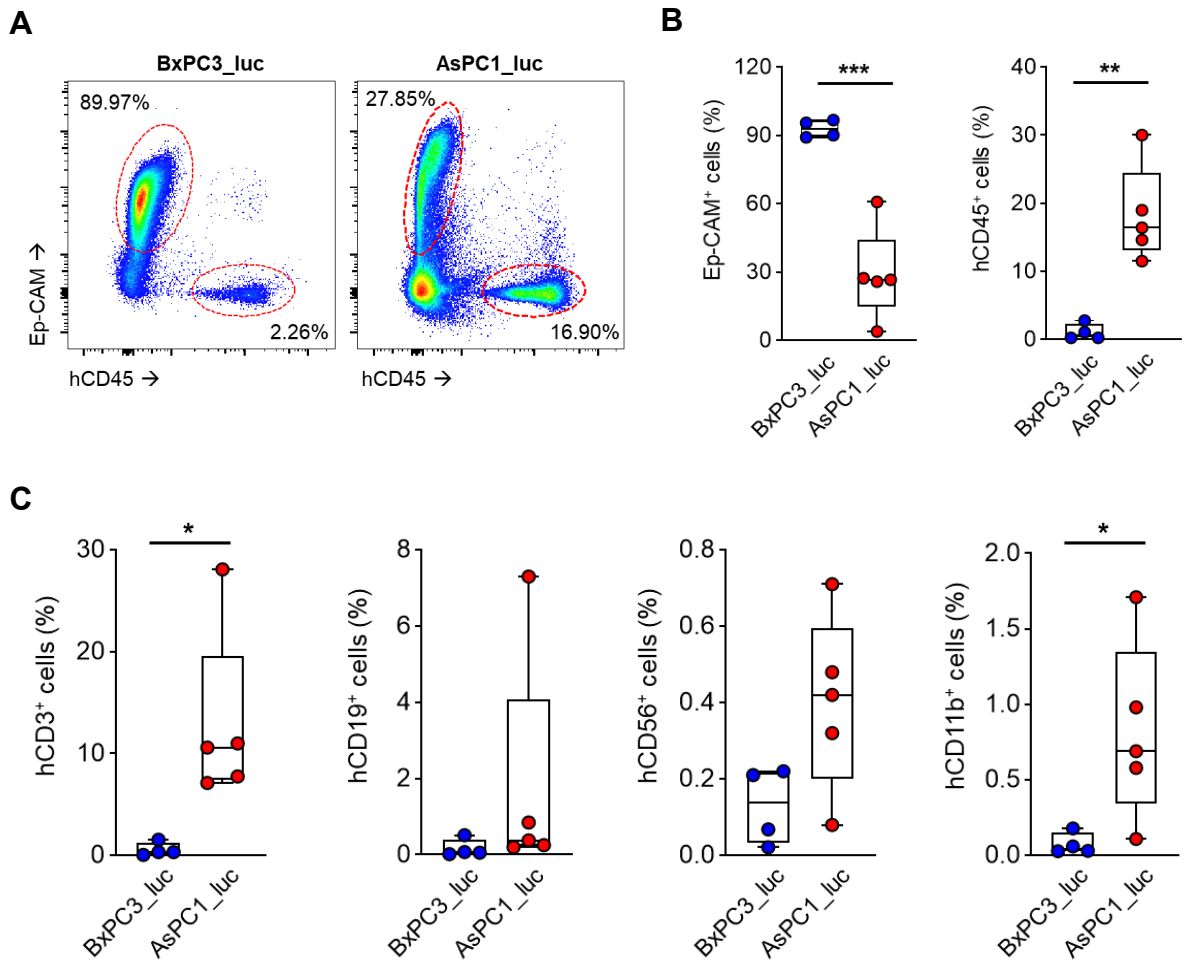 A
BxPC3_luc
AsPC1_luc
89.97%
27.85%
2.26%
16.90%
Ep-CAM →
hCD45 →
hCD45 →
B
***
120
90
60
30
0
Ep-CAM⁺ cells (%)
BxPC3_luc
AsPC1_luc
**
40
30
20
10
0
hCD45⁺ cells (%)
BxPC3_luc
AsPC1_luc
C
*
30
20
10
0
hCD3⁺ cells (%)
BxPC3_luc
AsPC1_luc
8
6
4
2
0
hCD19⁺ cells (%)
BxPC3_luc
AsPC1_luc
0.8
0.6
0.4
0.2
0.0
hCD56⁺ cells (%)
BxPC3_luc
AsPC1_luc
*
2.0
1.5
1.0
0.5
0.0
hCD11b⁺ cells (%)
BxPC3_luc
AsPC1_luc